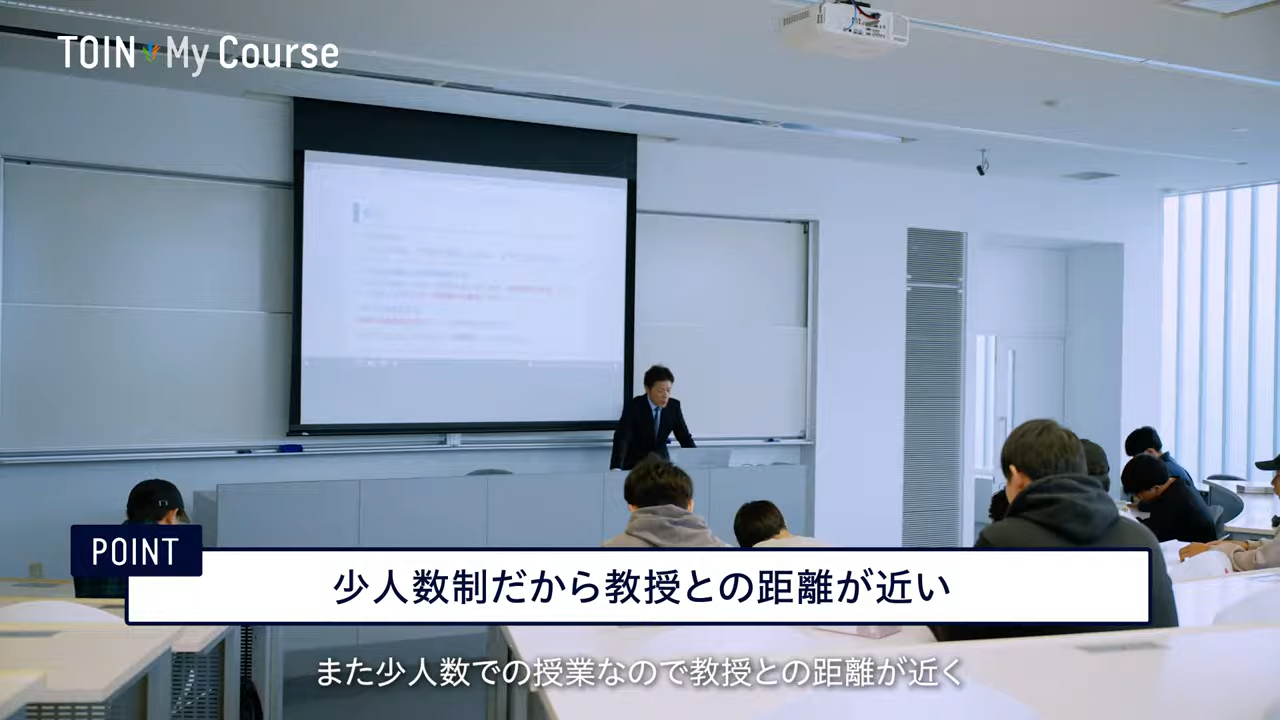 TOIN My Course
POINT
少人数制だから教授との距離が近い
また少人数での授業なので教授との距離が近く